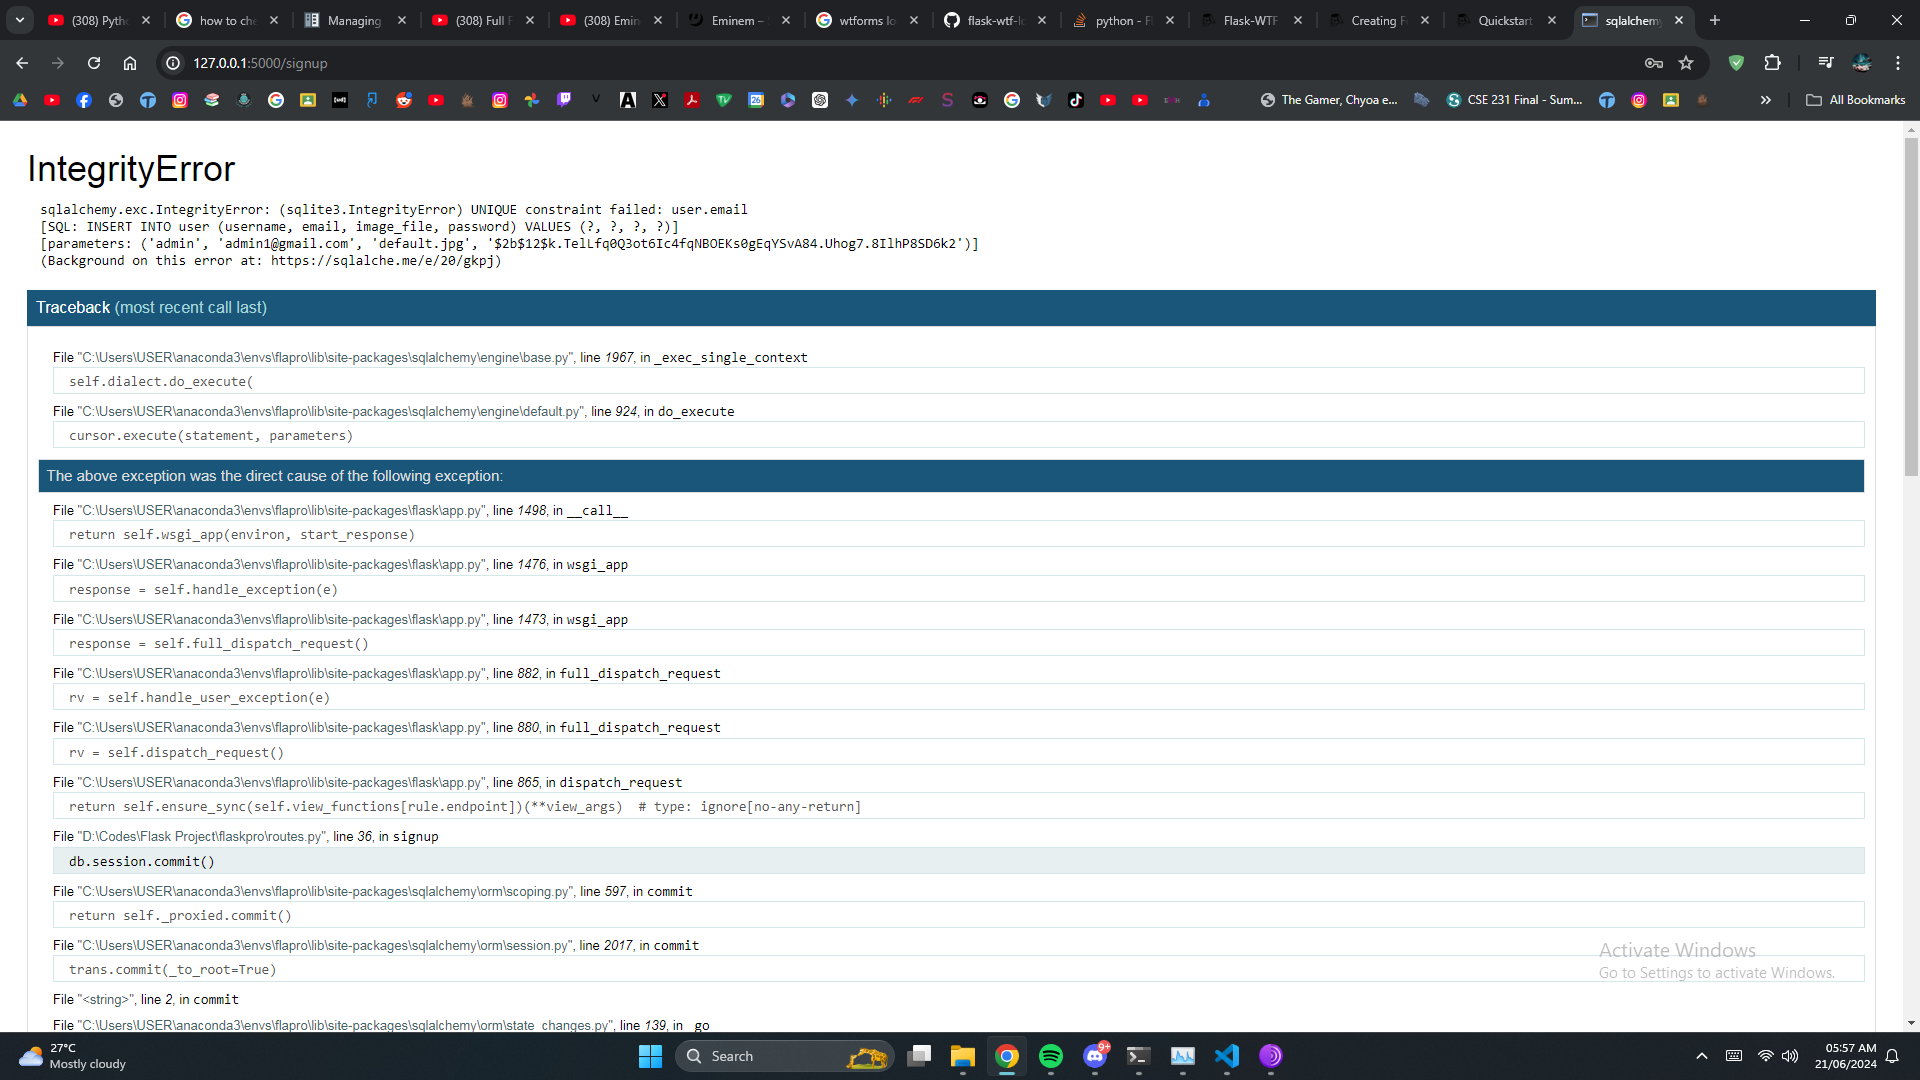 (308) Pyth
how to che
Managing
(308) Full F
(308) Emin
Eminem –
wtforms lo
flask-wtf-lo
python - F
Flask-WTF
Creating F
Quickstart
sqlalchem
127.0.0.1:5000/signup
The Gamer, Chyoa e...
CSE 231 Final - Sum...
All Bookmarks
IntegrityError
sqlalchemy.exc.IntegrityError: (sqlite3.IntegrityError) UNIQUE constraint failed: user.email
[SQL: INSERT INTO user (username, email, image_file, password) VALUES (?, ?, ?, ?)]
[parameters: ('admin', 'admin1@gmail.com', 'default.jpg', '$2b$12$k.TelLfq0Q3ot6Ic4fqNBOEKs0gEqYSvA84.Uhog7.8IlhP8SD6k2')]
(Background on this error at: https://sqlalche.me/e/20/gkpj)
Traceback (most recent call last)
File "C:\Users\USER\anaconda3\envs\flapro\lib\site-packages\sqlalchemy\engine\base.py", line 1967, in _exec_single_context
self.dialect.do_execute(
File "C:\Users\USER\anaconda3\envs\flapro\lib\site-packages\sqlalchemy\engine\default.py", line 924, in do_execute
cursor.execute(statement, parameters)
The above exception was the direct cause of the following exception:
File "C:\Users\USER\anaconda3\envs\flapro\lib\site-packages\flask\app.py", line 1498, in __call__
return self.wsgi_app(environ, start_response)
File "C:\Users\USER\anaconda3\envs\flapro\lib\site-packages\flask\app.py", line 1476, in wsgi_app
response = self.handle_exception(e)
File "C:\Users\USER\anaconda3\envs\flapro\lib\site-packages\flask\app.py", line 1473, in wsgi_app
response = self.full_dispatch_request()
File "C:\Users\USER\anaconda3\envs\flapro\lib\site-packages\flask\app.py", line 882, in full_dispatch_request
rv = self.handle_user_exception(e)
File "C:\Users\USER\anaconda3\envs\flapro\lib\site-packages\flask\app.py", line 880, in full_dispatch_request
rv = self.dispatch_request()
File "C:\Users\USER\anaconda3\envs\flapro\lib\site-packages\flask\app.py", line 865, in dispatch_request
return self.ensure_sync(self.view_functions[rule.endpoint])(**view_args)  # type: ignore[no-any-return]
File "D:\Codes\Flask Project\flaskpro\routes.py", line 36, in signup
db.session.commit()
File "C:\Users\USER\anaconda3\envs\flapro\lib\site-packages\sqlalchemy\orm\scoping.py", line 597, in commit
return self._proxied.commit()
File "C:\Users\USER\anaconda3\envs\flapro\lib\site-packages\sqlalchemy\orm\session.py", line 2017, in commit
trans.commit(_to_root=True)
File "<string>", line 2, in commit
File "C:\Users\USER\anaconda3\envs\flapro\lib\site-packages\sqlalchemy\orm\state_changes.py", line 139, in _go
Activate Windows
Go to Settings to activate Windows.
27°C
Mostly cloudy
Search
9+
05:57 AM
21/06/2024